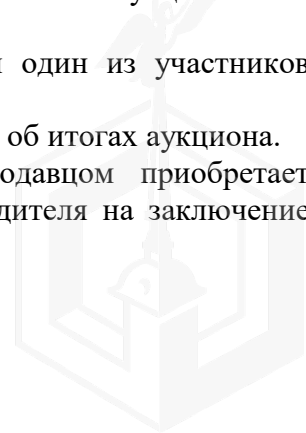 один из участников
об итогах аукциона.
одавцом приобретает
дителя на заключение